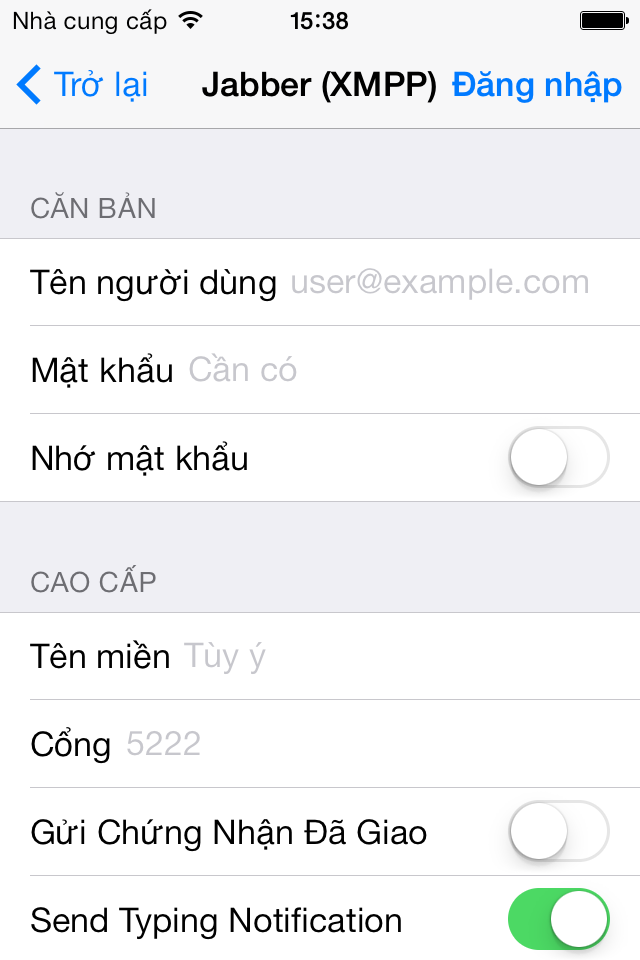 Nhà cung cấp 15:38
Trở lại Jabber (XMPP) Đăng nhập
CĂN BẢN
Tên người dùng user@example.com
Mật khẩu Cần có
Nhớ mật khẩu
CAO CẤP
Tên miền Tùy ý
Cổng 5222
Gửi Chứng Nhận Đã Giao
Send Typing Notification